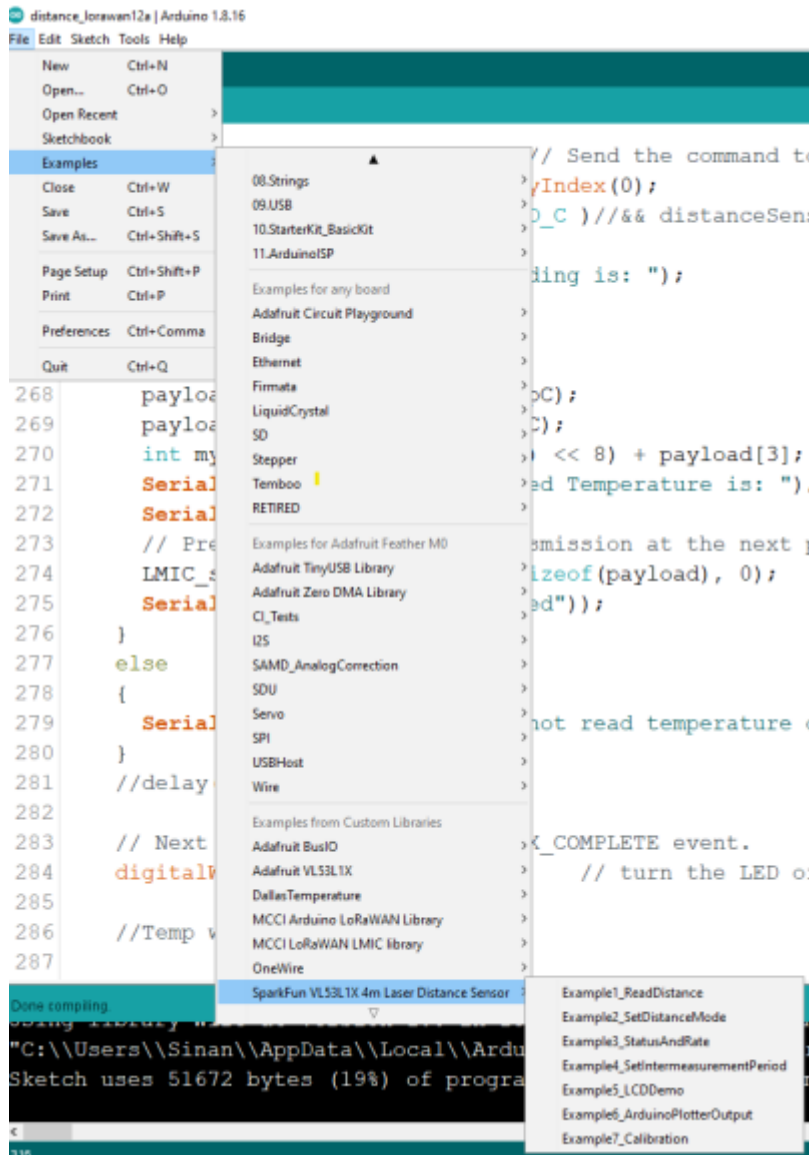 distance_lorawan12a | Arduino 1.8.16
File Edit Sketch Tools Help
New Ctrl+N
Open... Ctrl+O
Open Recent
Sketchbook
Examples
Close Ctrl+W
Save Ctrl+S
Save As... Ctrl+Shift+S
Page Setup Ctrl+Shift+P
Print Ctrl+P
Preferences Ctrl+Comma
Quit Ctrl+Q
08.Strings
09.USB
10.StarterKit_BasicKit
11.ArduinoISP
Examples for any board
Adafruit Circuit Playground
Bridge
Ethernet
Firmata
LiquidCrystal
SD
Stepper
Temboo
RETIRED
Examples for Adafruit Feather M0
Adafruit TinyUSB Library
Adafruit Zero DMA Library
CI_Tests
I2S
SAMD_AnalogCorrection
SDU
Servo
SPI
USBHost
Wire
Examples from Custom Libraries
Adafruit BusIO
Adafruit VL53L1X
DallasTemperature
MCCI Arduino LoRaWAN Library
MCCI LoRaWAN LMIC library
OneWire
SparkFun VL53L1X 4m Laser Distance Sensor
Example1_ReadDistance
Example2_SetDistanceMode
Example3_StatusAndRate
Example4_SetIntermeasurementPeriod
Example5_LCDDemo
Example6_ArduinoPlotterOutput
Example7_Calibration
// Send the command to
yIndex(0);
D_C )//&& distanceSens
ding is: ");
268 payloa oC);
269 payloa C);
270 int my ) << 8) + payload[3];
271 Serial ed Temperature is: ")
272 Serial
273 // Pre smission at the next p
274 LMIC_s izeof(payload), 0);
275 Serial ed"));
276 }
277 else
278 {
279 Serial not read temperature
280 }
281 //delay
282
283 // Next X_COMPLETE event.
284 digitalW // turn the LED o
285
286 //Temp w
287
Done compiling.
"C:\\Users\\Sinan\\AppData\\Local\\Ardu
Sketch uses 51672 bytes (19%) of progra